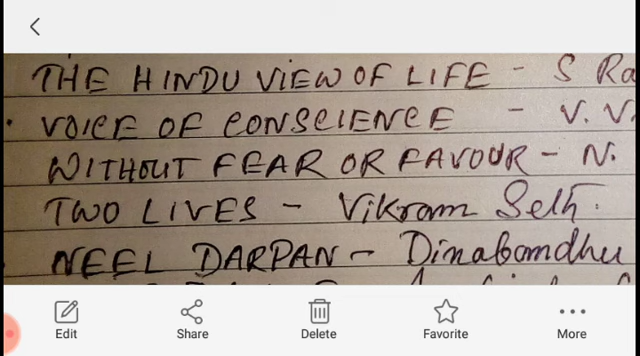 THE HINDU VIEW OF LIFE - S Ra
• VOICE OF CONSCIENCE - V. V.
WITHOUT FEAR OR FAVOUR - N.
TWO LIVES - Vikram Seth.
NEEL DARPAN - Dinabandhu
Edit Share Delete Favorite More